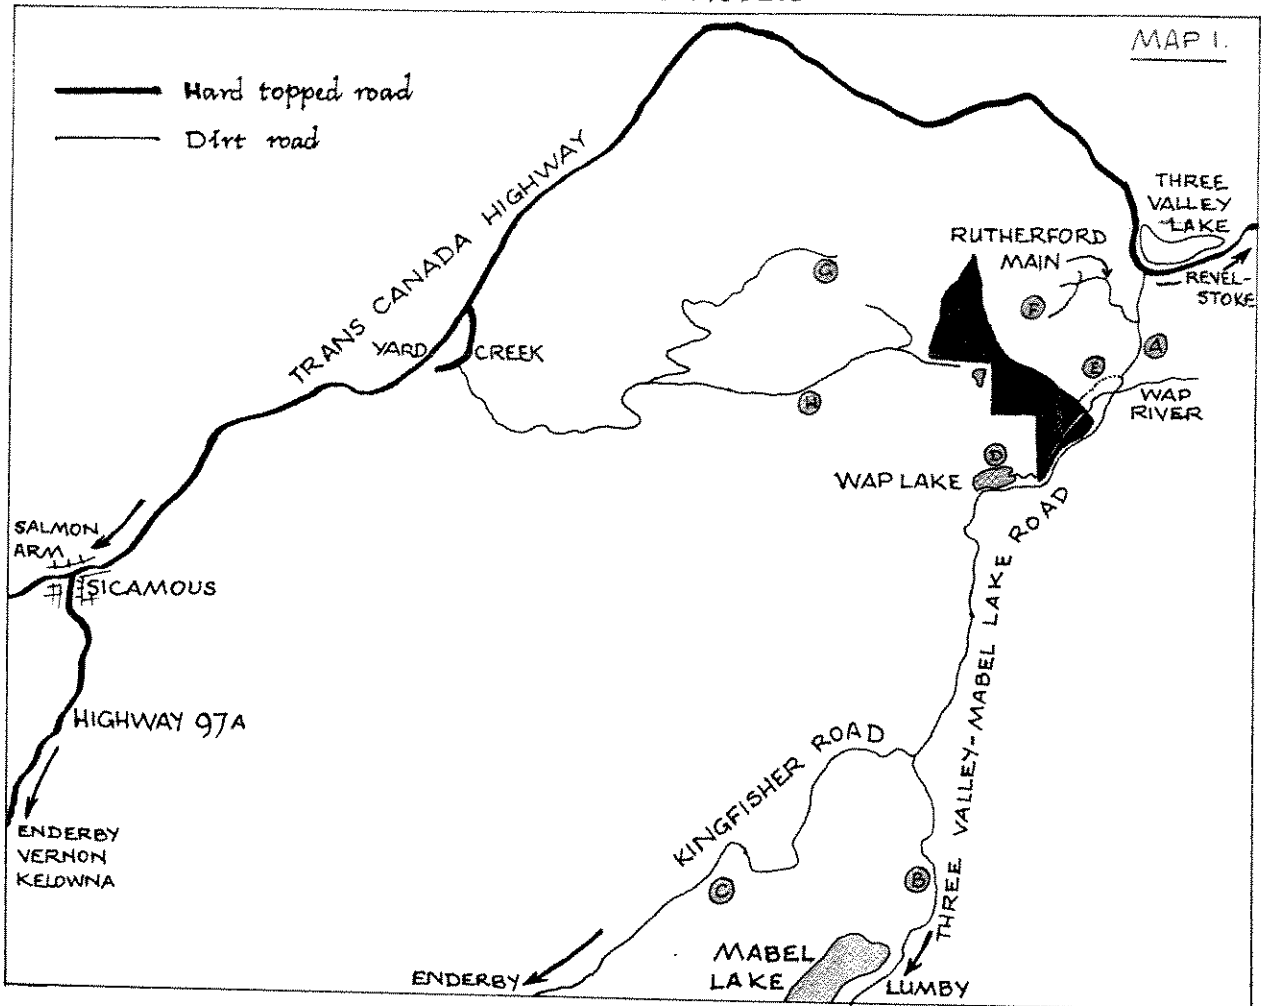 MAP 1.
Hard topped road
Dirt road
TRANS CANADA HIGHWAY
THREE
VALLEY
LAKE
RUTHERFORD
MAIN
REVEL-
STOKE
G
F
A
E
YARD CREEK
H
WAP
RIVER
D
WAP LAKE
SALMON
ARM
SICAMOUS
THREE VALLEY-MABEL LAKE ROAD
HIGHWAY 97A
KINGFISHER ROAD
ENDERBY
VERNON
KELOWNA
C
B
MABEL
LAKE
ENDERBY
LUMBY